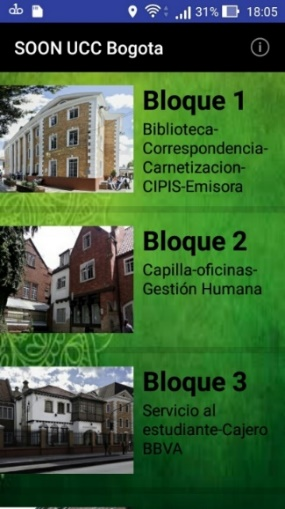 31% 18:05
SOON UCC Bogota
Bloque 1
Biblioteca-
Correspondencia-
Carnetizacion-
CIPIS-Emisora
Bloque 2
Capilla-oficinas-
Gestión Humana
Bloque 3
Servicio al
estudiante-Cajero
BBVA